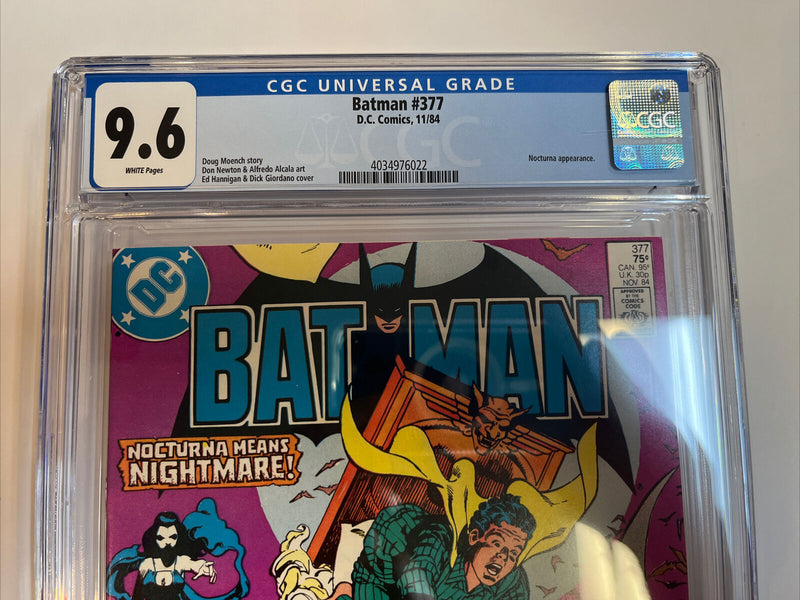 CGC UNIVERSAL GRADE
9.6
WHITE Pages
Batman #377
D.C. Comics, 11/84
CGC
Doug Moench story
Don Newton & Alfredo Alcala art
Ed Hannigan & Dick Giordano cover
4034976022
Nocturna appearance.
CGC
DC
377
75¢
CAN. 95¢
U.K. 30p
NOV. 84
APPROVED
BY THE
COMICS
CODE
BATMAN
NOCTURNA MEANS
NIGHTMARE!